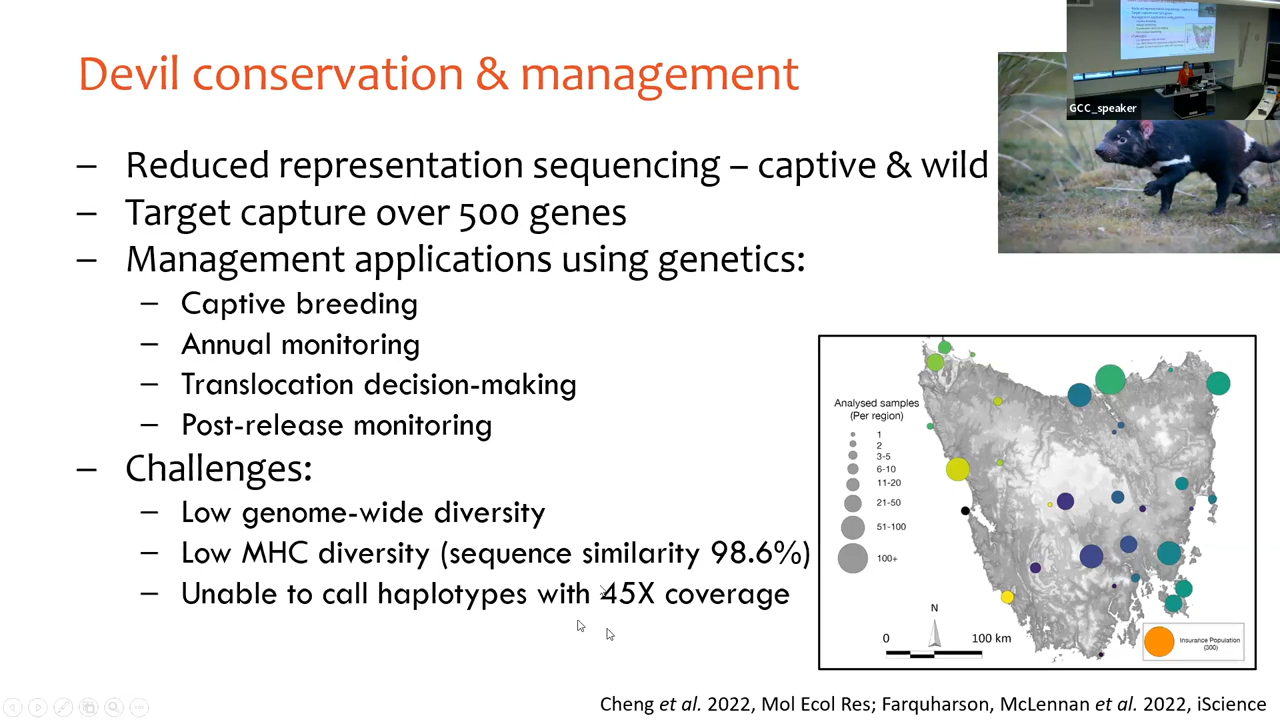 Devil conservation & management
– Reduced representation sequencing – captive & wild
– Target capture over 500 genes
– Management applications using genetics:
– Captive breeding
– Annual monitoring
– Translocation decision-making
– Post-release monitoring
– Challenges:
– Low genome-wide diversity
– Low MHC diversity (sequence similarity 98.6%)
– Unable to call haplotypes with 45X coverage
GCC_speaker
Analysed samples
(Per region)
1
2
3-5
6-10
11-20
21-50
51-100
100+
N
0 100 km
Insurance Population
(300)
Cheng et al. 2022, Mol Ecol Res; Farquharson, McLennan et al. 2022, iScience